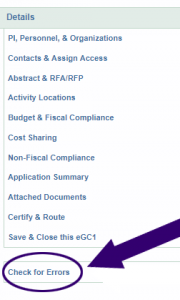 Details
PI, Personnel, & Organizations
Contacts & Assign Access
Abstract & RFA/RFP
Activity Locations
Budget & Fiscal Compliance
Cost Sharing
Non-Fiscal Compliance
Application Summary
Attached Documents
Certify & Route
Save & Close this eGC1
Check for Errors